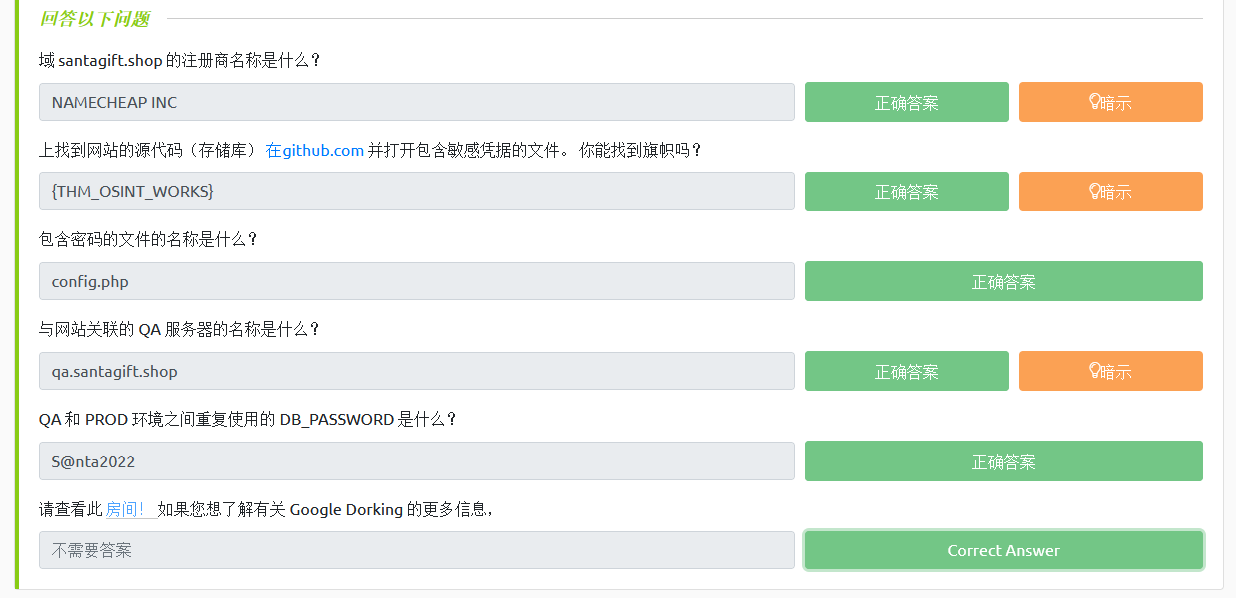 回答以下问题
域 santagift.shop 的注册商名称是什么？
NAMECHEAP INC 正确答案 暗示
上找到网站的源代码（存储库） 在github.com 并打开包含敏感凭据的文件。 你能找到旗帜吗？
{THM_OSINT_WORKS} 正确答案 暗示
包含密码的文件的名称是什么？
config.php 正确答案
与网站关联的 QA 服务器的名称是什么？
qa.santagift.shop 正确答案 暗示
QA 和 PROD 环境之间重复使用的 DB_PASSWORD 是什么？
S@nta2022 正确答案
请查看此 房间！ 如果您想了解有关 Google Dorking 的更多信息，
不需要答案 Correct Answer